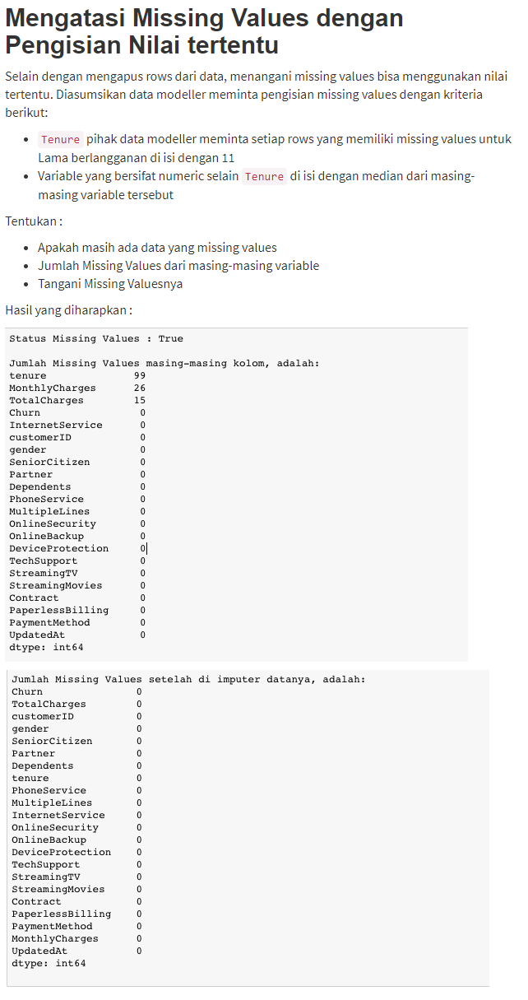 Mengatasi Missing Values dengan
Pengisian Nilai tertentu
Selain dengan mengapus rows dari data, menangani missing values bisa menggunakan nilai
tertentu. Diasumsikan data modeller meminta pengisian missing values dengan kriteria
berikut:
• Tenure pihak data modeller meminta setiap rows yang memiliki missing values untuk
Lama berlangganan di isi dengan 11
• Variable yang bersifat numeric selain Tenure di isi dengan median dari masing-
masing variable tersebut
Tentukan :
• Apakah masih ada data yang missing values
• Jumlah Missing Values dari masing-masing variable
• Tangani Missing Valuesnya
Hasil yang diharapkan :
Status Missing Values : True
Jumlah Missing Values masing-masing kolom, adalah:
tenure 99
MonthlyCharges 26
TotalCharges 15
Churn 0
InternetService 0
customerID 0
gender 0
SeniorCitizen 0
Partner 0
Dependents 0
PhoneService 0
MultipleLines 0
OnlineSecurity 0
OnlineBackup 0
DeviceProtection 0
TechSupport 0
StreamingTV 0
StreamingMovies 0
Contract 0
PaperlessBilling 0
PaymentMethod 0
UpdatedAt 0
dtype: int64
Jumlah Missing Values setelah di imputer datanya, adalah:
Churn 0
TotalCharges 0
customerID 0
gender 0
SeniorCitizen 0
Partner 0
Dependents 0
tenure 0
PhoneService 0
MultipleLines 0
InternetService 0
OnlineSecurity 0
OnlineBackup 0
DeviceProtection 0
TechSupport 0
StreamingTV 0
StreamingMovies 0
Contract 0
PaperlessBilling 0
PaymentMethod 0
MonthlyCharges 0
UpdatedAt 0
dtype: int64